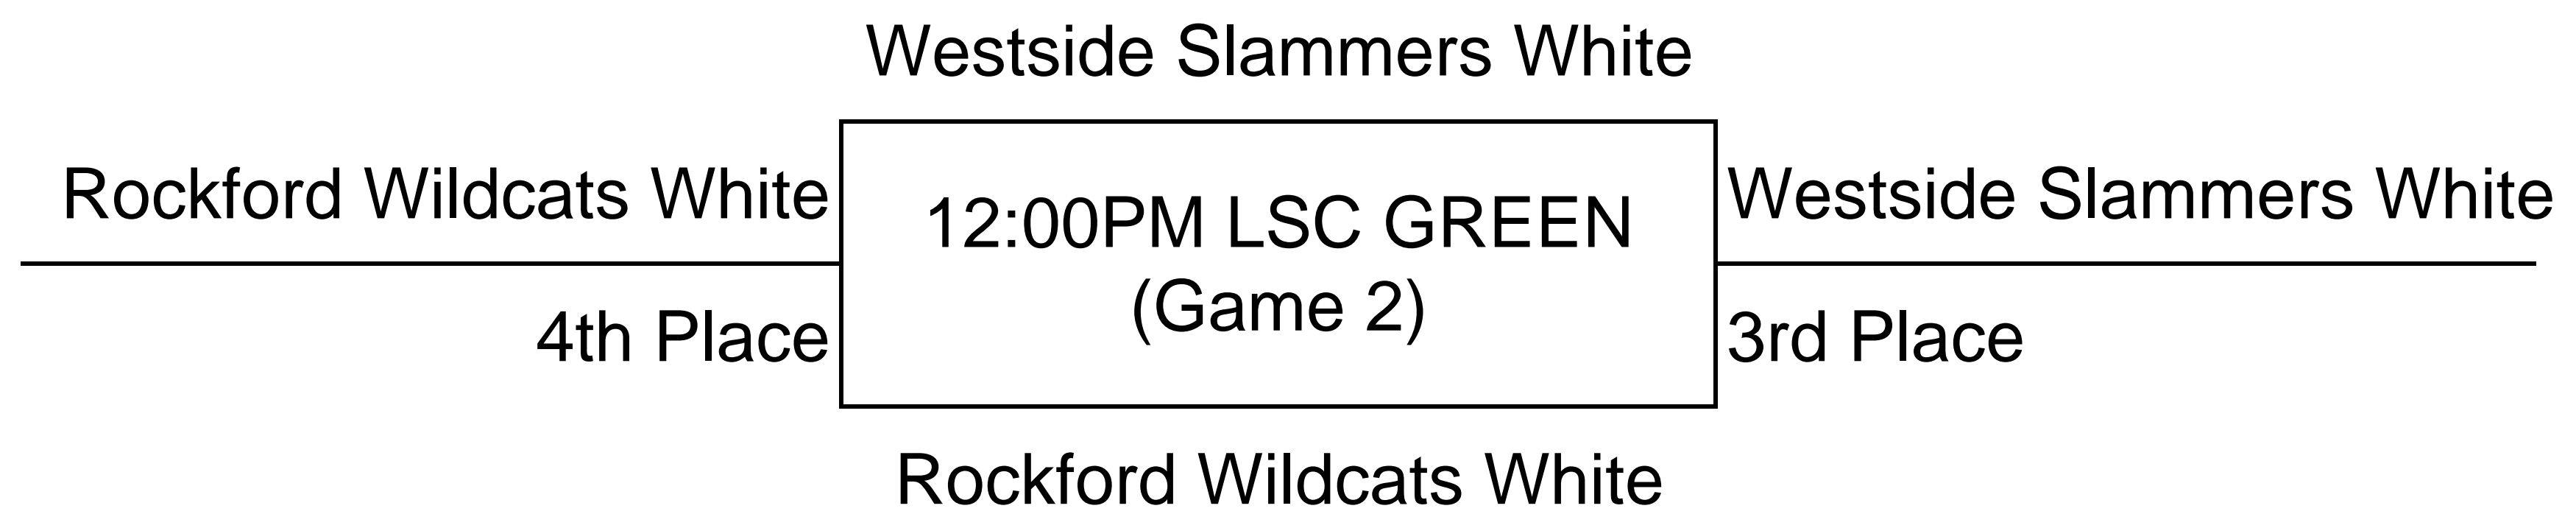 Westside Slammers White
Rockford Wildcats White
12:00PM LSC GREEN
(Game 2)
Westside Slammers White
4th Place
3rd Place
Rockford Wildcats White